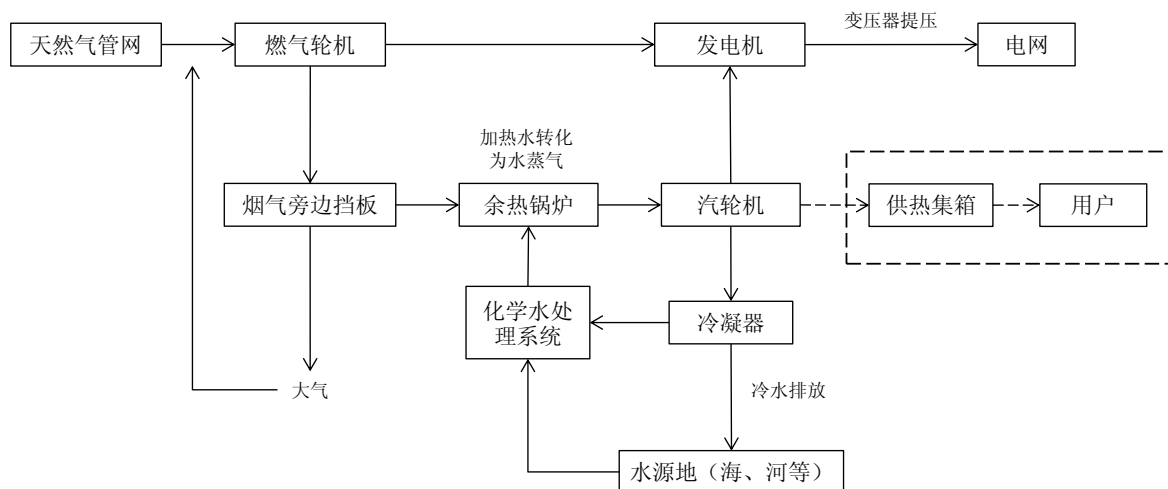 变压器提压
天然气管网
燃气轮机
发电机
电网
加热水转化
为水蒸气
烟气旁边挡板
余热锅炉
汽轮机
供热集箱
用户
化学水处
理系统
冷凝器
大气
冷水排放
水源地（海、河等）